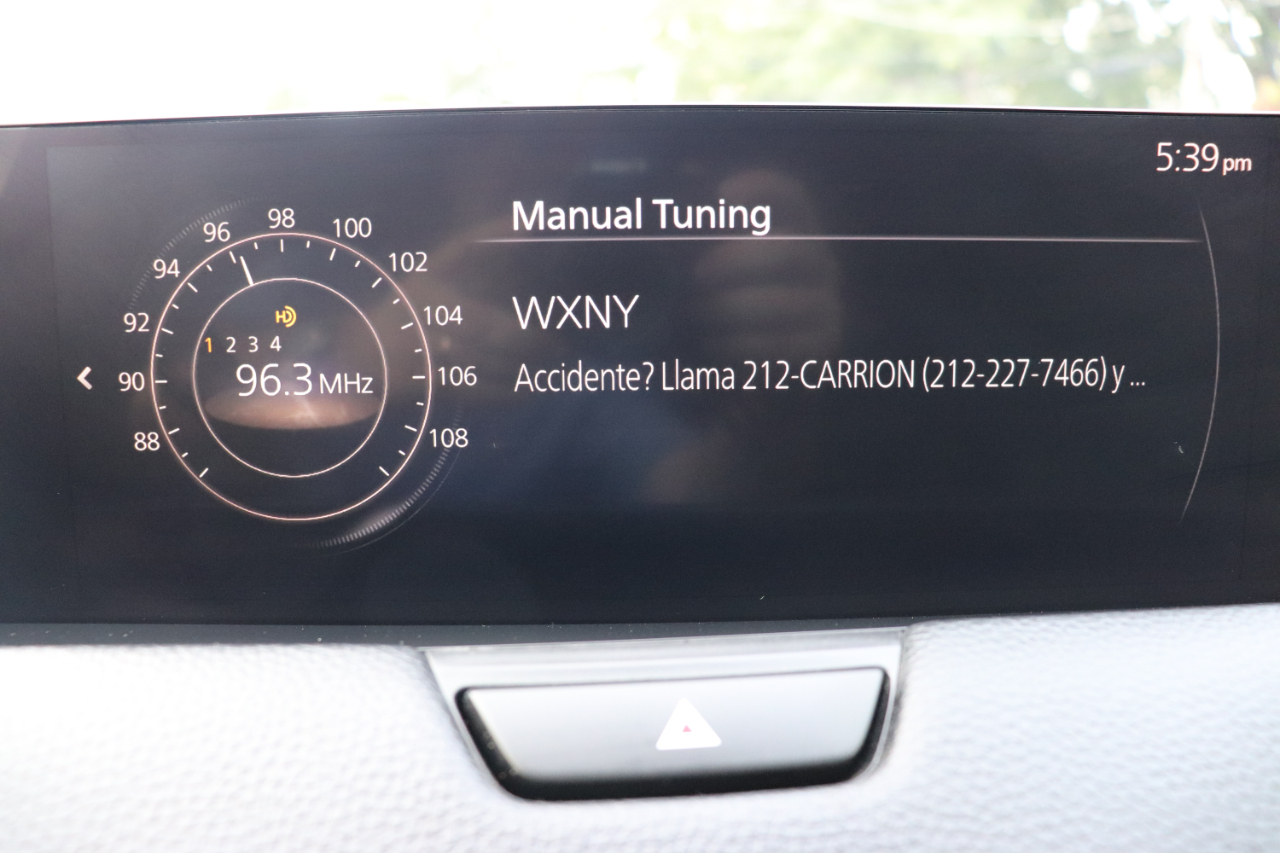 5:39pm
Manual Tuning
WXNY
Accidente? Llama 212-CARRION (212-227-7466) y ...
88
90
92
94
96
98
100
102
104
106
108
HD
1 2 3 4
96.3 MHz